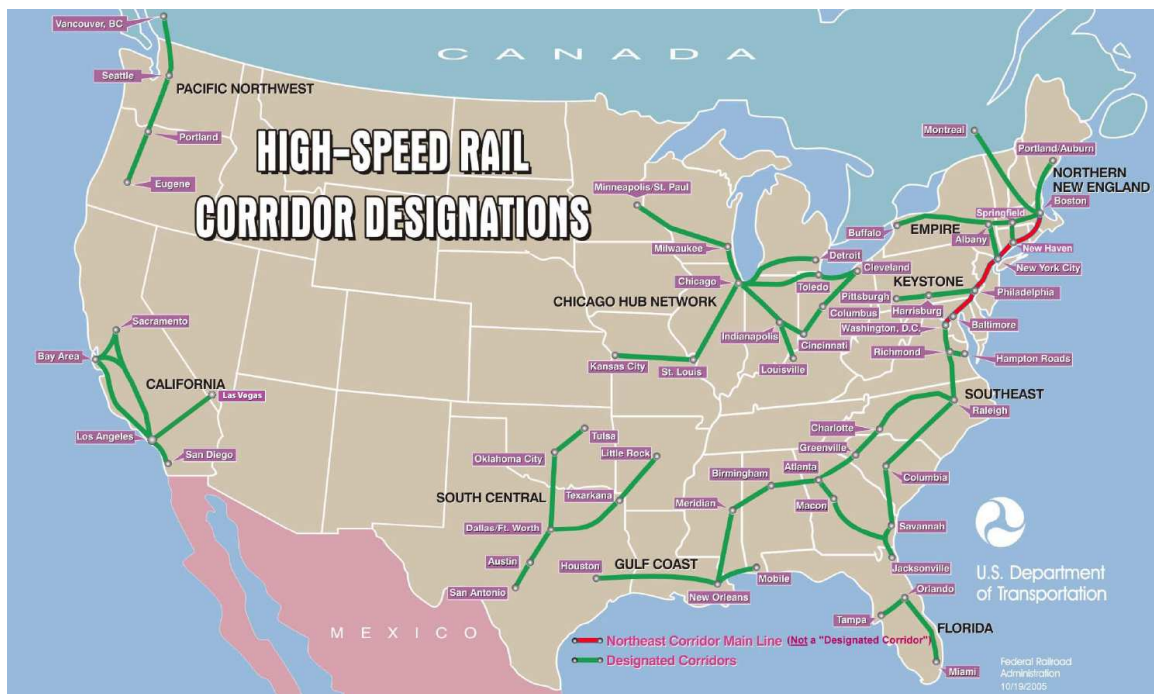 Vancouver, BC
CANADA
Seattle
PACIFIC NORTHWEST
Portland
Eugene
HIGH-SPEED RAIL
CORRIDOR DESIGNATIONS
Montreal
Portland/Auburn
NORTHERN
NEW ENGLAND
Boston
Minneapolis/St. Paul
Springfield
Buffalo
EMPIRE
Albany
New Haven
Milwaukee
Detroit
Cleveland
New York City
Chicago
Toledo
KEYSTONE
Philadelphia
CHICAGO HUB NETWORK
Pittsburgh
Harrisburg
Columbus
Baltimore
Washington, D.C.
Indianapolis
Cincinnati
Richmond
Hampton Roads
Kansas City
St. Louis
Louisville
Sacramento
Bay Area
CALIFORNIA
Las Vegas
SOUTHEAST
Raleigh
Los Angeles
San Diego
Charlotte
Tulsa
Greenville
Oklahoma City
Little Rock
Birmingham
Atlanta
Columbia
SOUTH CENTRAL
Texarkana
Meridian
Macon
Dallas/Ft. Worth
Savannah
Austin
Houston
GULF COAST
Jacksonville
Mobile
San Antonio
New Orleans
Orlando
U.S. Department
of Transportation
Tampa
FLORIDA
MEXICO
Northeast Corridor Main Line (Not a "Designated Corridor")
Designated Corridors
Miami
Federal Railroad
Administration
10/19/2005